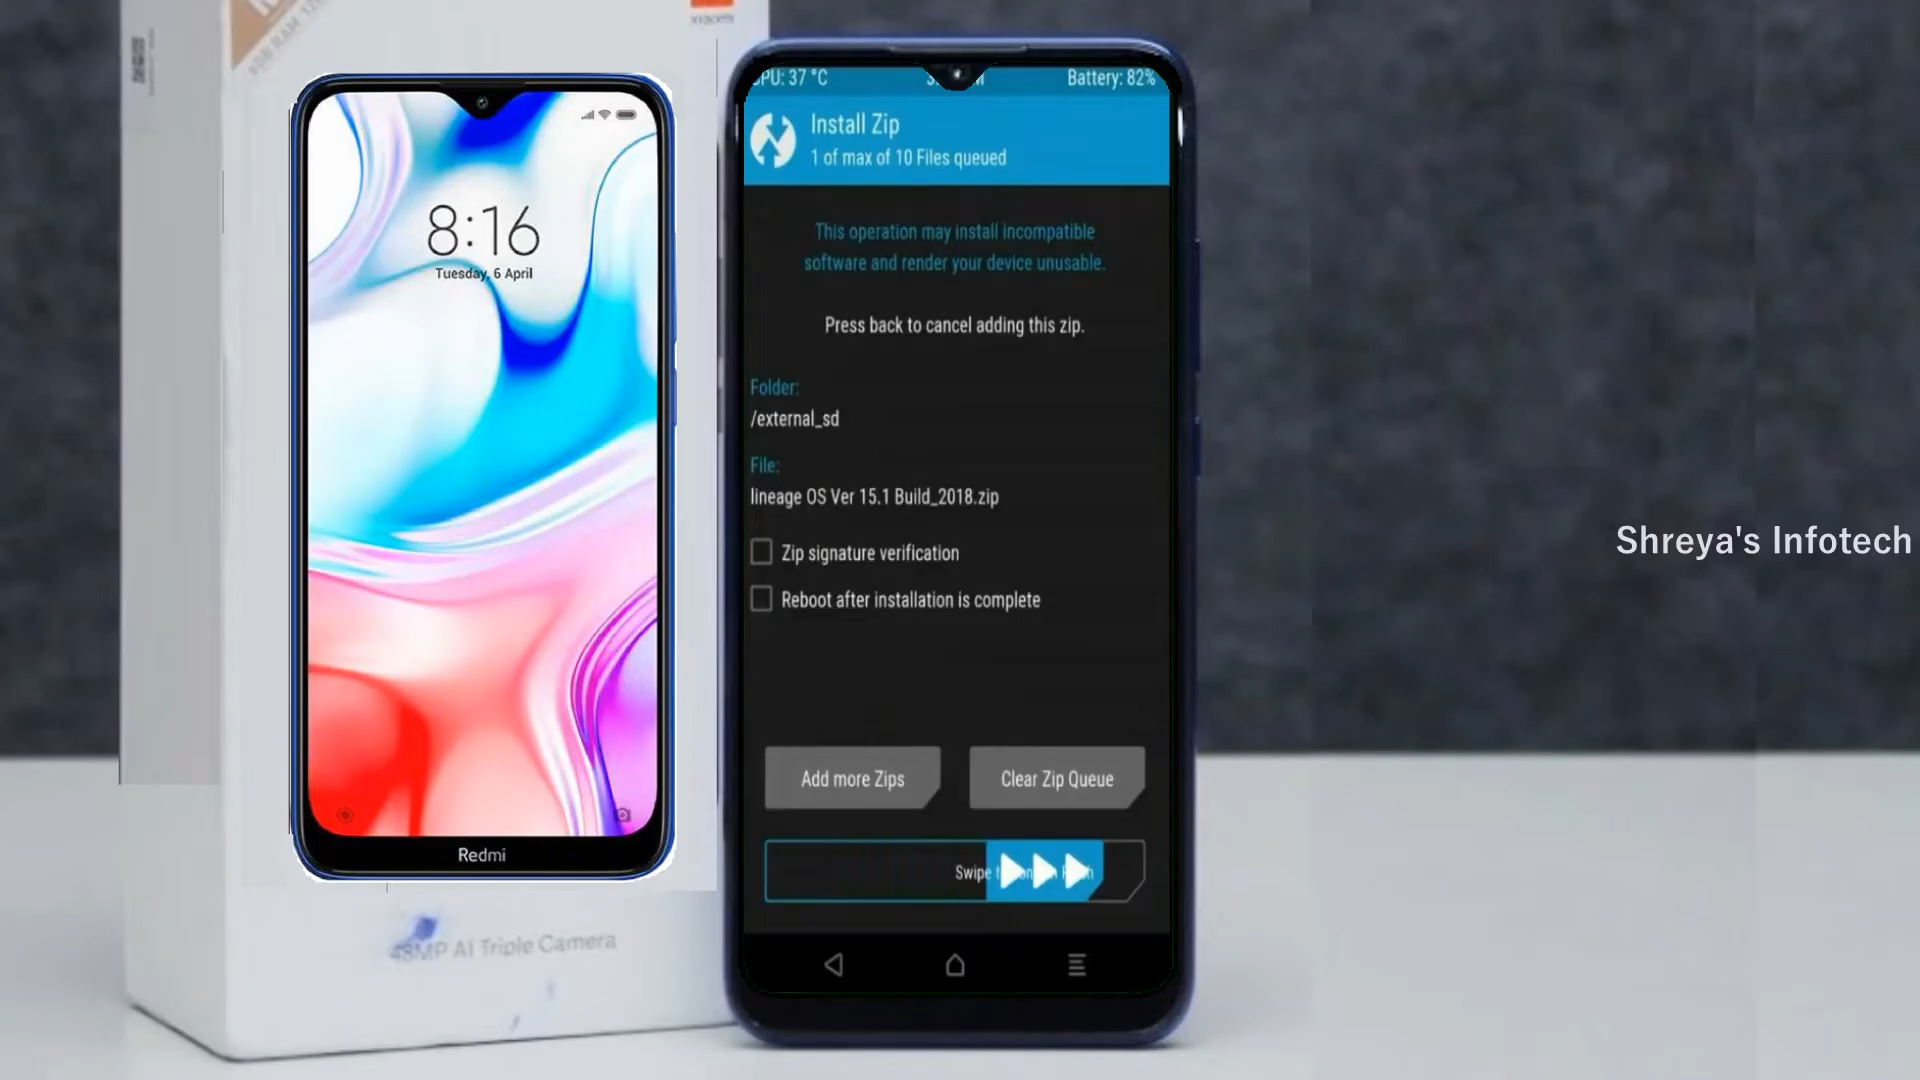 xiaomi
8:16
Tuesday, 6 April
Redmi
48MP AI Triple Camera
PU: 37 °C
Battery: 82%
Install Zip
1 of max of 10 Files queued
This operation may install incompatible
software and render your device unusable.
Press back to cancel adding this zip.
Folder:
/external_sd
File:
lineage OS Ver 15.1 Build_2018.zip
Zip signature verification
Reboot after installation is complete
Add more Zips
Clear Zip Queue
Swipe
Shreya's Infotech